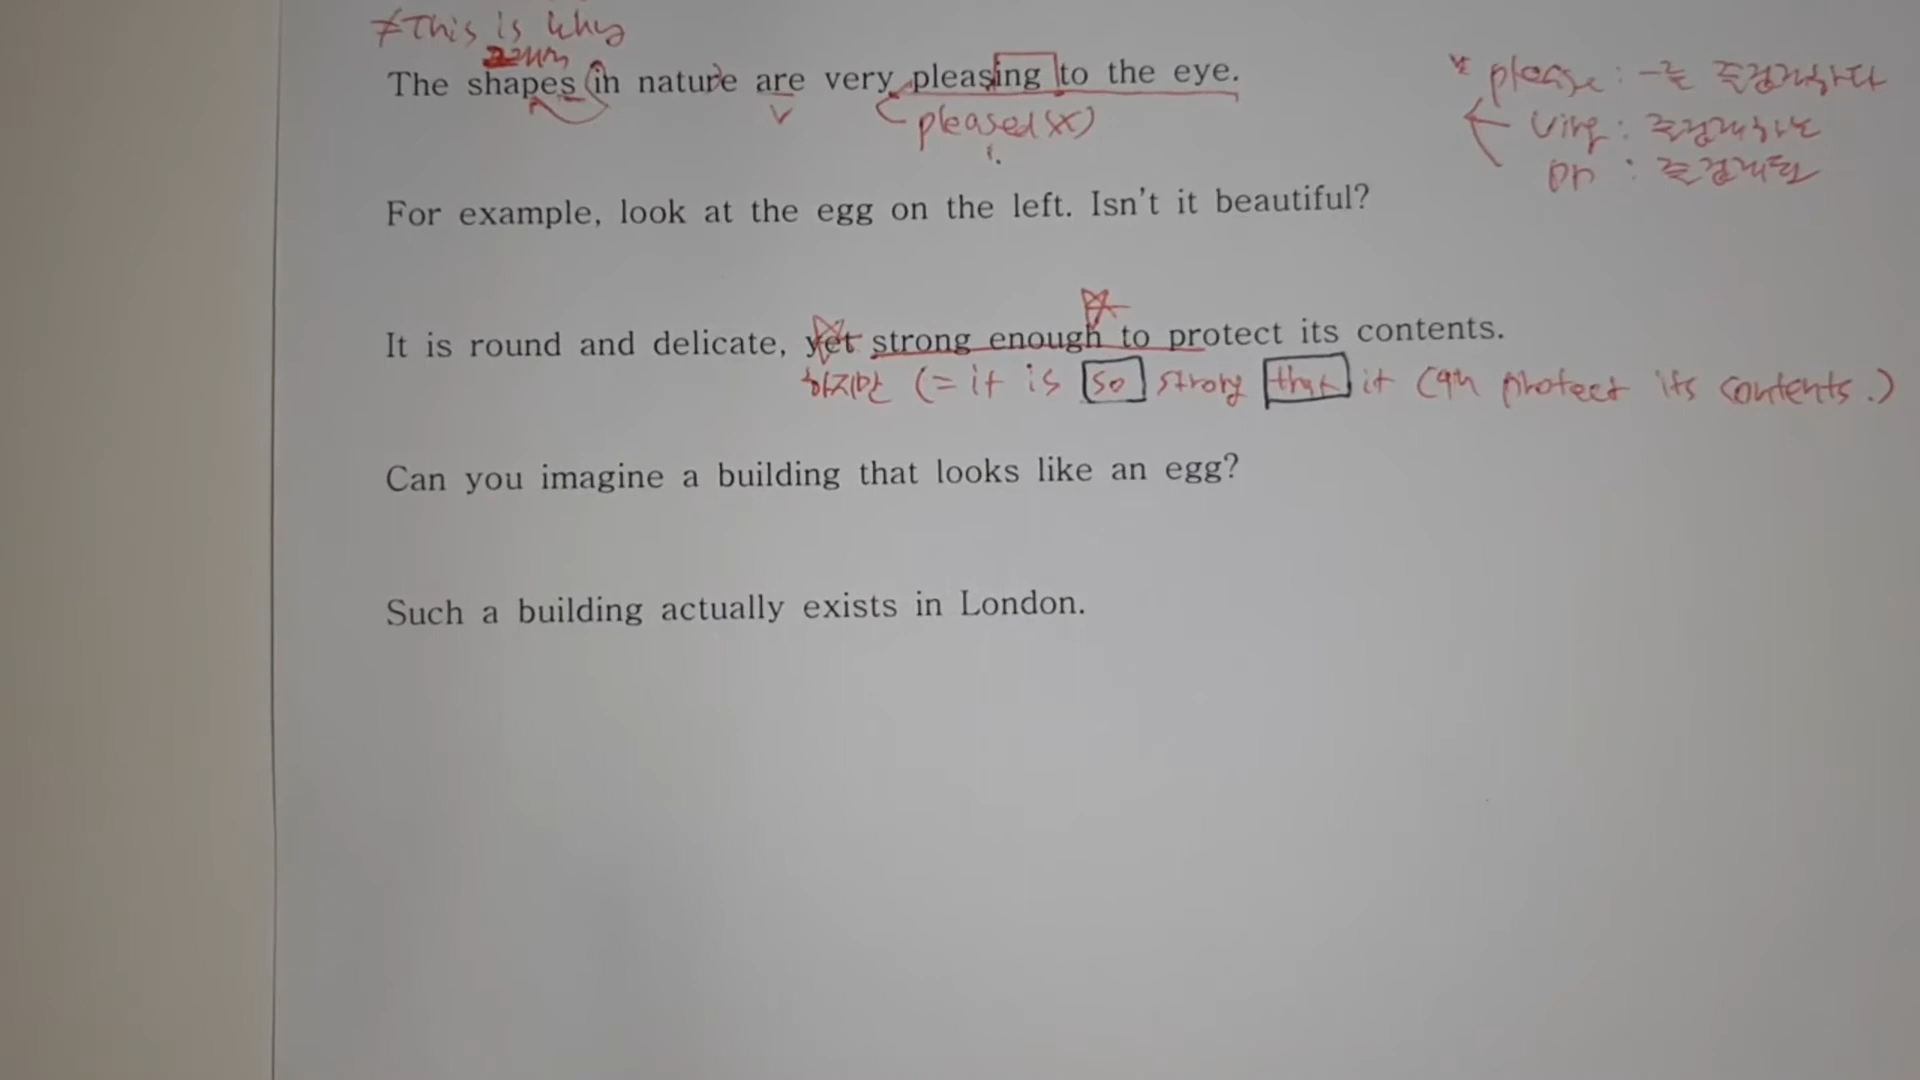 ≠This is why
The shapes in nature are very pleasing to the eye.
pleased(x)
* please : ~를 즐겁게하다
Ving : 즐겁게하는
pp : 즐겁게된
For example, look at the egg on the left. Isn't it beautiful?
It is round and delicate, yet strong enough to protect its contents.
하지만 (= it is so strong that it can protect its contents.)
Can you imagine a building that looks like an egg?
Such a building actually exists in London.